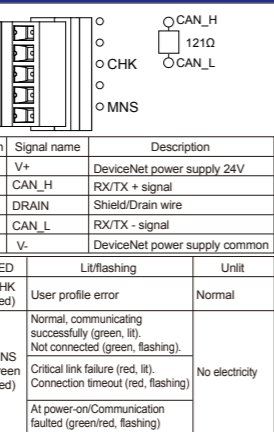 CAN_H
121Ω
CHK
CAN_L
MNS
Signal name Description
V+ DeviceNet power supply 24V
CAN_H RX/TX + signal
DRAIN Shield/Drain wire
CAN_L RX/TX - signal
V- DeviceNet power supply common
Lit/flashing Unlit
User profile error Normal
Normal, communicating
successfully (green, lit).
Not connected (green, flashing).
Critical link failure (red, lit).
Connection timeout (red, flashing)
No electricity
At power-on/Communication
faulted (green/red, flashing)